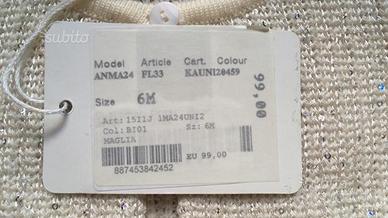 subito
Model Article Cart. Colour
ANMA24 FL33 KAUNI20459
Size 6M
99,00
Art:15I1J 1MA24UNI2
Col:BI01 Sz: 6M
MAGLIA
EU 99,00
887453842452